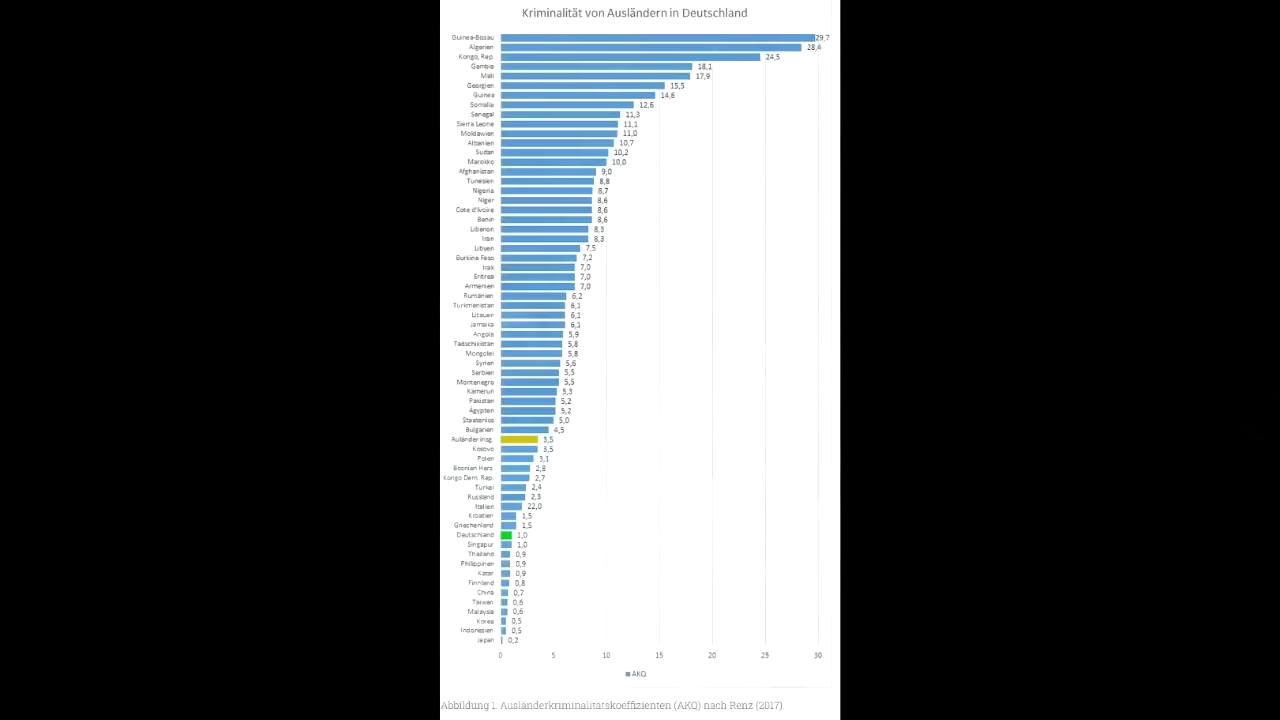 Kriminalität von Ausländern in Deutschland
Guinea-Bissau 29,7
Algerien 28,4
Kongo, Rep. 24,5
Gambia 18,1
Mali 17,9
Georgien 15,5
Guinea 14,6
Somalia 12,6
Senegal 11,3
Sierra Leone 11,1
Moldawien 11,0
Albanien 10,7
Sudan 10,2
Marokko 10,0
Afghanistan 9,0
Tunesien 8,8
Nigeria 8,7
Niger 8,6
Cote d'Ivoire 8,6
Benin 8,6
Libanon 8,3
Iran 8,3
Libyen 7,5
Burkina Faso 7,2
Irak 7,0
Eritrea 7,0
Armenien 7,0
Rumänien 6,2
Turkmenistan 6,1
Litauen 6,1
Jamaika 6,1
Angola 5,9
Tadschikistan 5,8
Mongolei 5,8
Syrien 5,6
Serbien 5,5
Montenegro 5,5
Kamerun 5,3
Pakistan 5,2
Ägypten 5,2
Staatenlos 5,0
Bulgarien 4,5
Auländer insg. 3,5
Kosovo 3,5
Polen 3,1
Bosnien Herz. 2,8
Kongo Dem. Rep. 2,7
Türkei 2,4
Russland 2,3
Italien 22,0
Kroatien 1,5
Griechenland 1,5
Deutschland 1,0
Singapur 1,0
Thailand 0,9
Philippinen 0,9
Katar 0,9
Finnland 0,8
China 0,7
Taiwan 0,6
Malaysia 0,6
Korea 0,5
Indonesien 0,5
Japan 0,2
0 5 10 15 20 25 30
AKQ
Abbildung 1. Ausländerkriminalitätskoeffizienten (AKQ) nach Renz (2017).